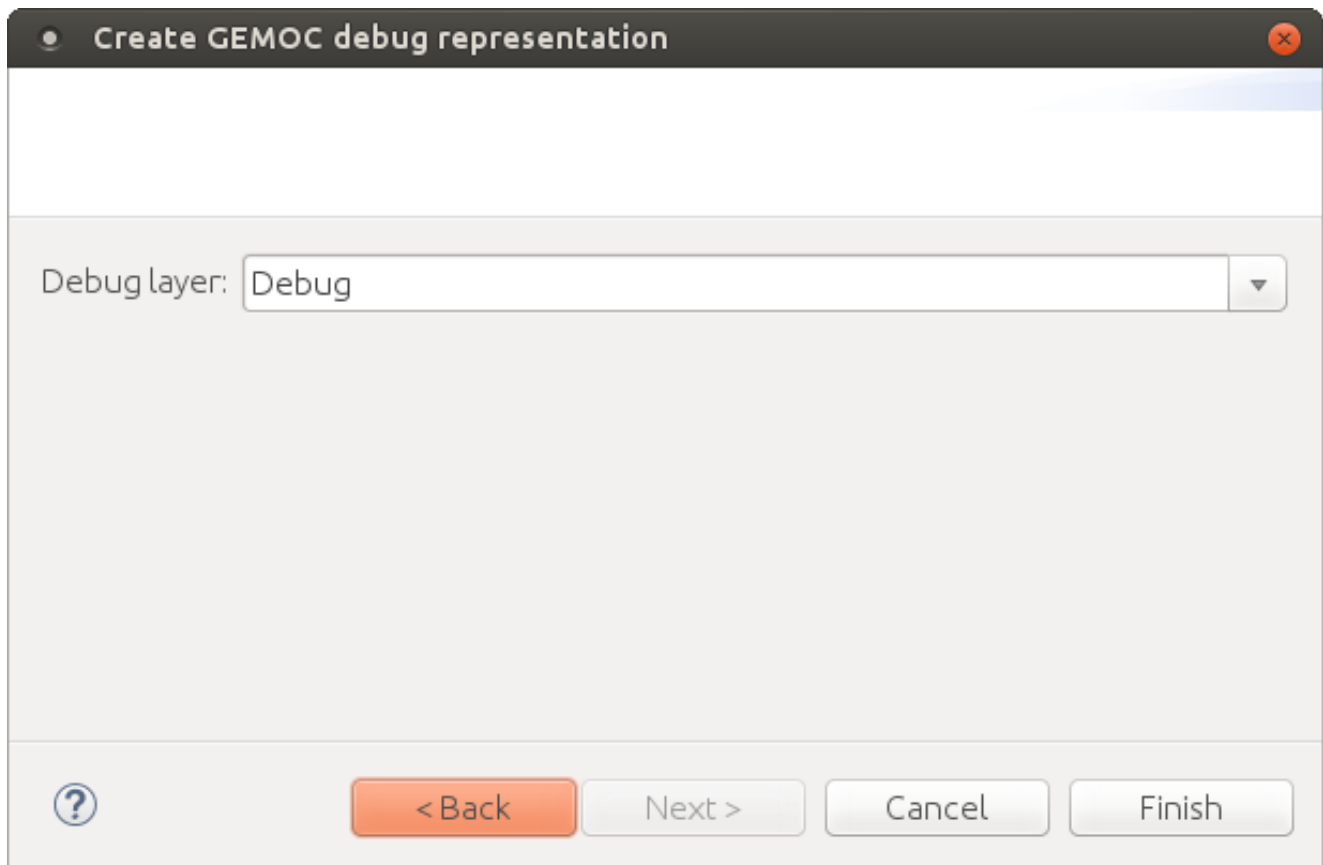 Create GEMOC debug representation
Debug layer: Debug
?
< Back Next > Cancel Finish